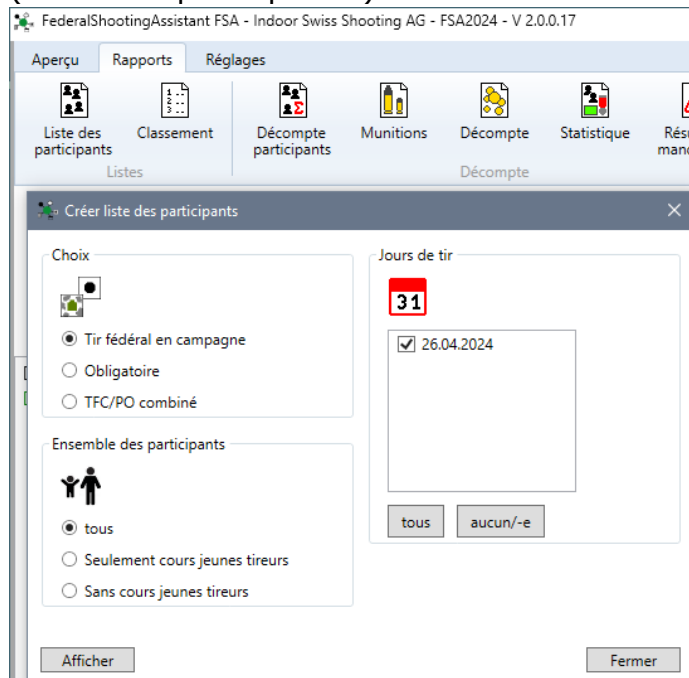 FederalShootingAssistant FSA - Indoor Swiss Shooting AG - FSA2024 - V 2.0.0.17
Aperçu Rapports Réglages
Liste des participants
Classement
Décompte participants
Munitions
Décompte
Statistique
Listes
Décompte
Créer liste des participants
Choix
Tir fédéral en campagne
Obligatoire
TFC/PO combiné
Ensemble des participants
tous
Seulement cours jeunes tireurs
Sans cours jeunes tireurs
Jours de tir
31
26.04.2024
tous aucun/-e
Afficher Fermer